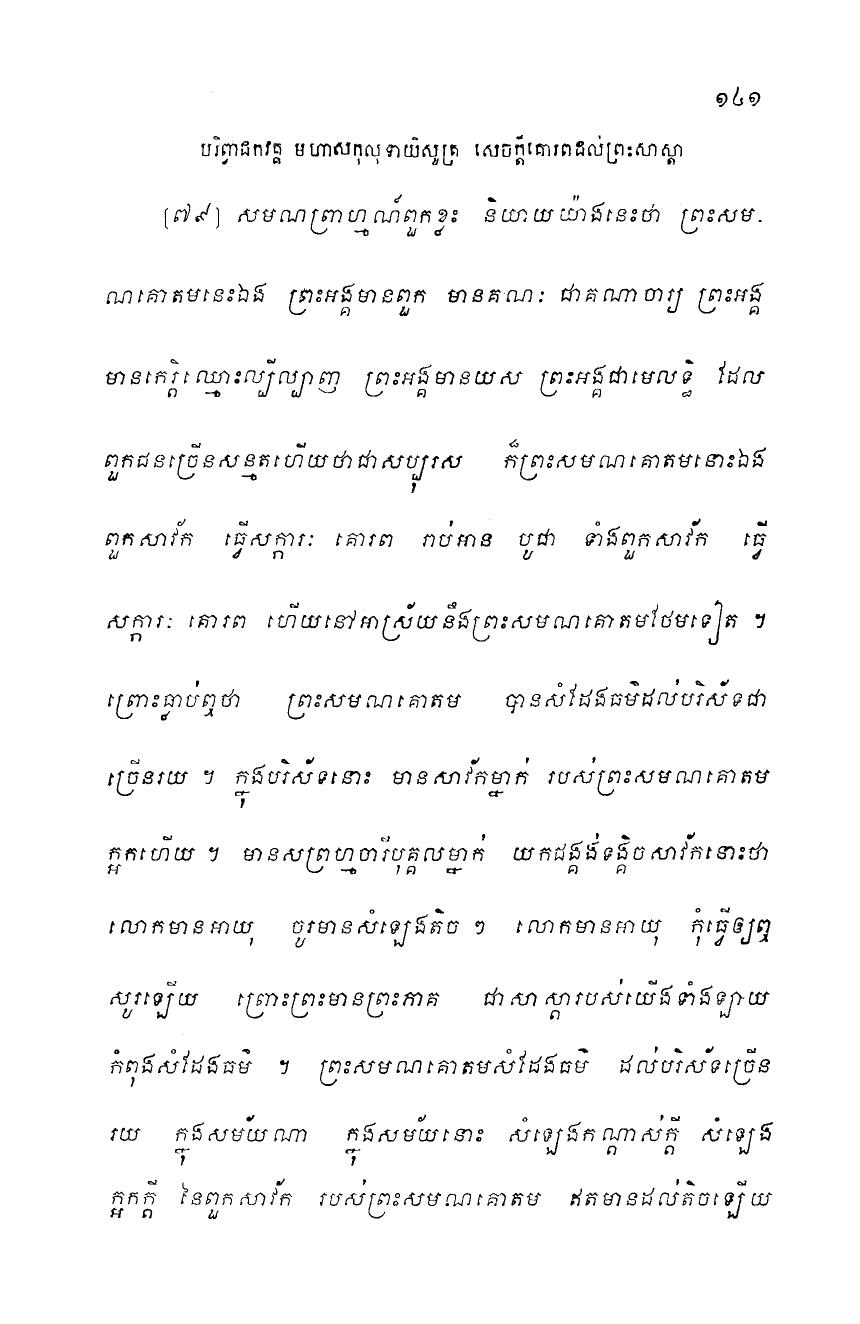 ១៤១
បរិព្វាជកវគ្គ មហាសកុលុទាយិសូត្រ សេចក្តីគោរពដល់ព្រះសាស្តា
[៧៩] សមណព្រាហ្មណ៍ពួកខ្លះ និយាយយ៉ាងនេះថា ព្រះសម-
ណគោតមនេះឯង ព្រះអង្គមានពួក មានគណៈ ជាគណាចារ្យ ព្រះអង្គ
មានកេរ្តិ៍ឈ្មោះល្បីល្បាញ ព្រះអង្គមានយស ព្រះអង្គជាមេលទ្ធិ ដែល
ពួកជនច្រើនសន្មតហើយថាជាសប្បុរស ក៏ព្រះសមណគោតមនោះឯង
ពួកសាវ័ក ធ្វើសក្ការៈ គោរព រាប់អាន បូជា ទាំងពួកសាវ័ក ធ្វើ
សក្ការៈ គោរព ហើយនៅអាស្រ័យនឹងព្រះសមណគោតមថែមទៀត ។
ព្រោះធ្លាប់ឮថា ព្រះសមណគោតម បានសំដែងធម៌ដល់បរិស័ទជា
ច្រើនរយ ។ ក្នុងបរិស័ទនោះ មានសាវ័កម្នាក់ របស់ព្រះសមណគោតម
ក្អកហើយ ។ មានសព្រហ្មចារីបុគ្គលម្នាក់ យកជង្គង់ទង្គិចសាវ័កនោះថា
លោកមានអាយុ ចូរមានសំឡេងតិច ៗ លោកមានអាយុ កុំធ្វើឲ្យឮ
សូរឡើយ ព្រោះព្រះមានព្រះភាគ ជាសាស្តារបស់យើងទាំងឡាយ
កំពុងសំដែងធម៌ ។ ព្រះសមណគោតមសំដែងធម៌ ដល់បរិស័ទច្រើន
រយ ក្នុងសម័យណា ក្នុងសម័យនោះ សំឡេងកណ្តាស់ក្តី សំឡេង
ក្អកក្តី នៃពួកសាវ័ក របស់ព្រះសមណគោតម ឥតមានដល់តិចឡើយ